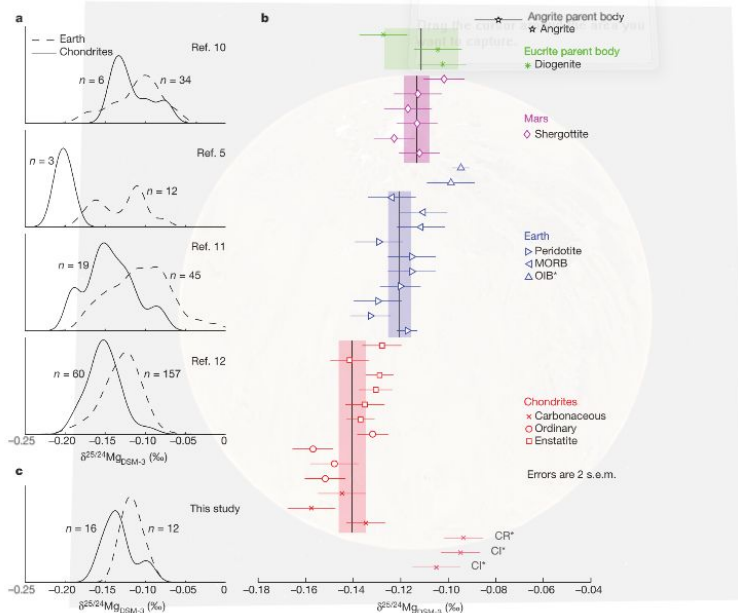 a
Earth
Chondrites
Ref. 10
n = 6
n = 34
Ref. 5
n = 3
n = 12
Ref. 11
n = 19
n = 45
Ref. 12
n = 60
n = 157
−0.25 −0.20 −0.15 −0.10 −0.05 0
δ25/24MgDSM-3 (‰)
c
This study
n = 16
n = 12
−0.25 −0.20 −0.15 −0.10 −0.05 0
δ25/24MgDSM-3 (‰)
b
Drag the cursor
you
want to capture.
Angrite parent body
Angrite
Eucrite parent body
Diogenite
Mars
Shergottite
Earth
Peridotite
MORB
OIB*
Chondrites
Carbonaceous
Ordinary
Enstatite
Errors are 2 s.e.m.
CR*
CI*
CI*
−0.18 −0.16 −0.14 −0.12 −0.10 −0.08 −0.06 −0.04
δ25/24MgDSM-3 (‰)